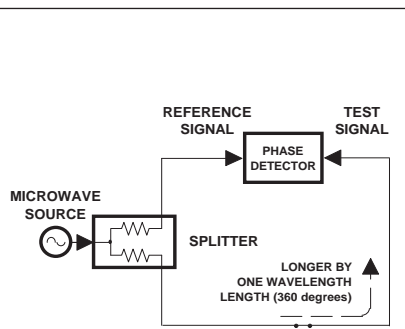 REFERENCE
SIGNAL
TEST
SIGNAL
PHASE
DETECTOR
MICROWAVE
SOURCE
SPLITTER
LONGER BY
ONE WAVELENGTH
LENGTH (360 degrees)